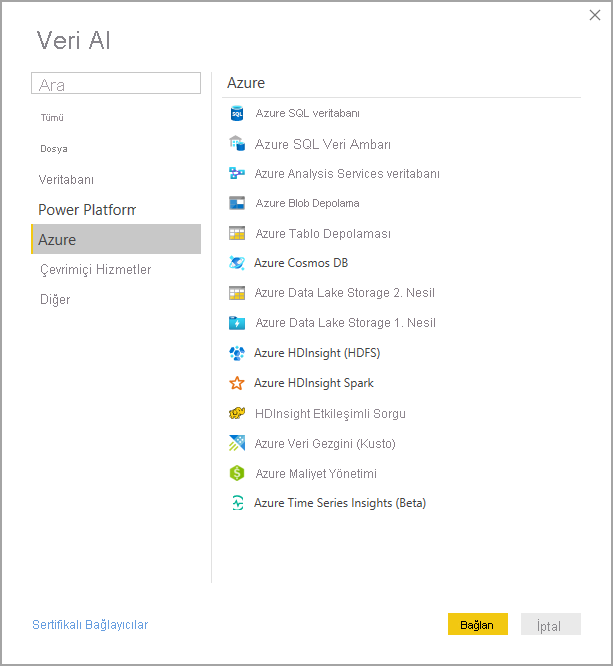 Veri Al
Ara
Tümü
Dosya
Veritabanı
Power Platform
Azure
Çevrimiçi Hizmetler
Diğer
Azure
SQL
Azure SQL veritabanı
Azure SQL Veri Ambarı
Azure Analysis Services veritabanı
Azure Blob Depolama
Azure Tablo Depolaması
Azure Cosmos DB
Azure Data Lake Storage 2. Nesil
Azure Data Lake Storage 1. Nesil
Azure HDInsight (HDFS)
Azure HDInsight Spark
HDInsight Etkileşimli Sorgu
Azure Veri Gezgini (Kusto)
Azure Maliyet Yönetimi
Azure Time Series Insights (Beta)
Sertifikalı Bağlayıcılar
Bağlan
İptal